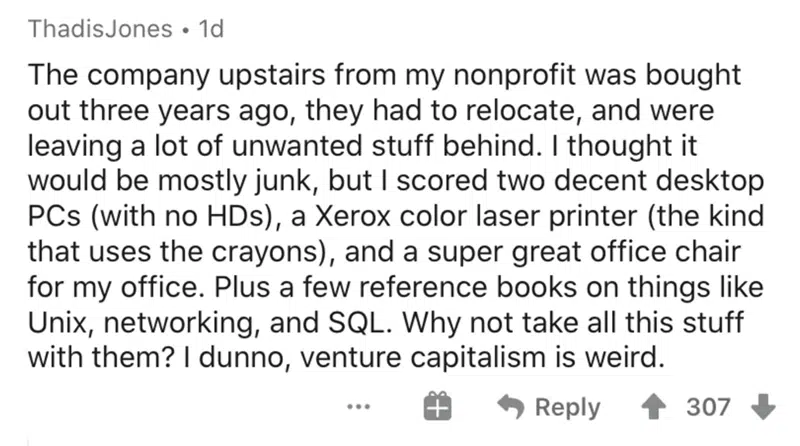 ThadisJones • 1d
The company upstairs from my nonprofit was bought
out three years ago, they had to relocate, and were
leaving a lot of unwanted stuff behind. I thought it
would be mostly junk, but I scored two decent desktop
PCs (with no HDs), a Xerox color laser printer (the kind
that uses the crayons), and a super great office chair
for my office. Plus a few reference books on things like
Unix, networking, and SQL. Why not take all this stuff
with them? I dunno, venture capitalism is weird.
... Reply 307